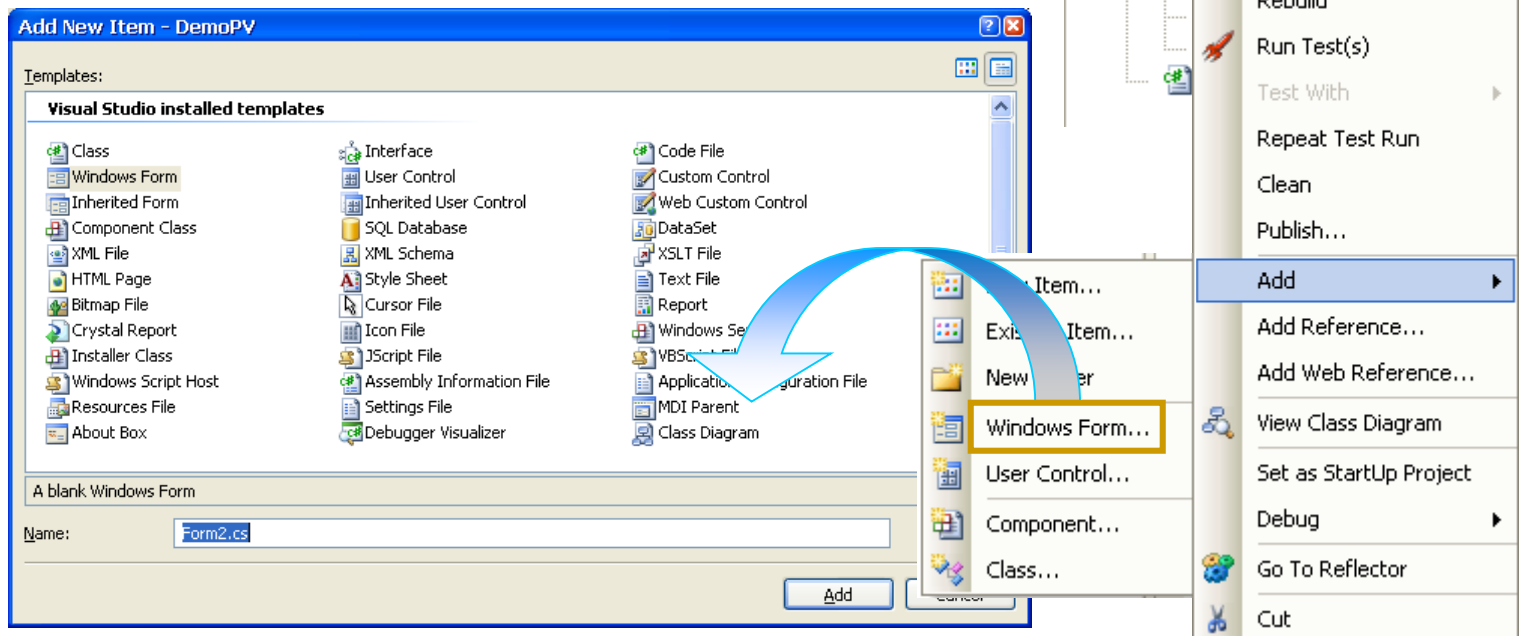 Add New Item - DemoPV
Templates:
Visual Studio installed templates
Class
Interface
Code File
Windows Form
User Control
Custom Control
Inherited Form
Inherited User Control
Web Custom Control
Component Class
SQL Database
DataSet
XML File
XML Schema
XSLT File
HTML Page
Style Sheet
Text File
Bitmap File
Cursor File
Report
Crystal Report
Icon File
Windows
Installer Class
JScript File
Windows Script Host
Assembly Information File
File
Resources File
Settings File
MDI Parent
About Box
Debugger Visualizer
Class Diagram
A blank Windows Form
Name:
Form2.cs
Add
Item...
Item...
New
Windows Form...
User Control...
Component...
Class...
Rebuild
Run Test(s)
Test With
Repeat Test Run
Clean
Publish...
Add
Add Reference...
Add Web Reference...
View Class Diagram
Set as StartUp Project
Debug
Go To Reflector
Cut